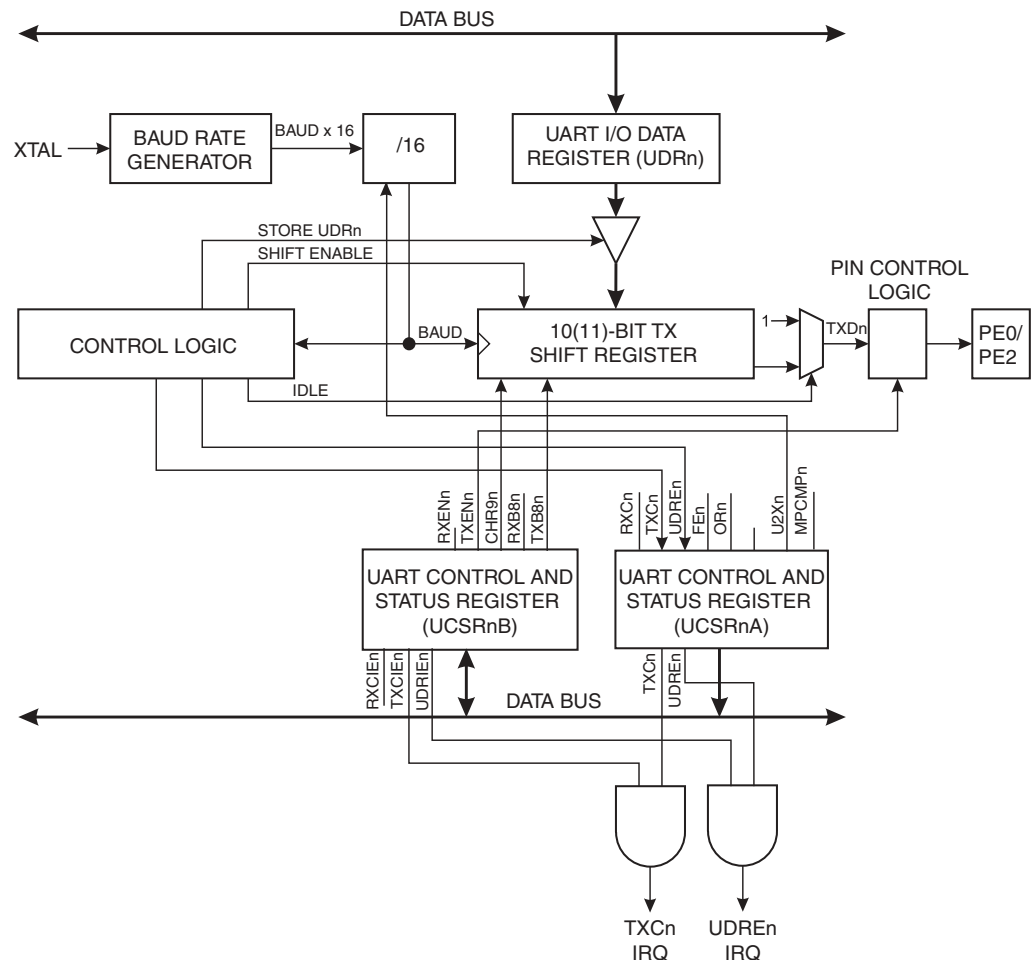 DATA BUS
XTAL
BAUD RATE
GENERATOR
BAUD x 16
/16
UART I/O DATA
REGISTER (UDRn)
STORE UDRn
SHIFT ENABLE
PIN CONTROL
LOGIC
CONTROL LOGIC
BAUD
10(11)-BIT TX
SHIFT REGISTER
1
TXDn
PE0/
PE2
IDLE
RXENn
TXENn
CHR9n
RXB8n
TXB8n
RXCn
TXCn
UDREn
FEn
ORn
U2Xn
MPCMPn
UART CONTROL AND
STATUS REGISTER
(UCSRnB)
UART CONTROL AND
STATUS REGISTER
(UCSRnA)
RXCIEn
TXCIEn
UDRIEn
TXCn
UDREn
DATA BUS
TXCn
IRQ
UDREn
IRQ